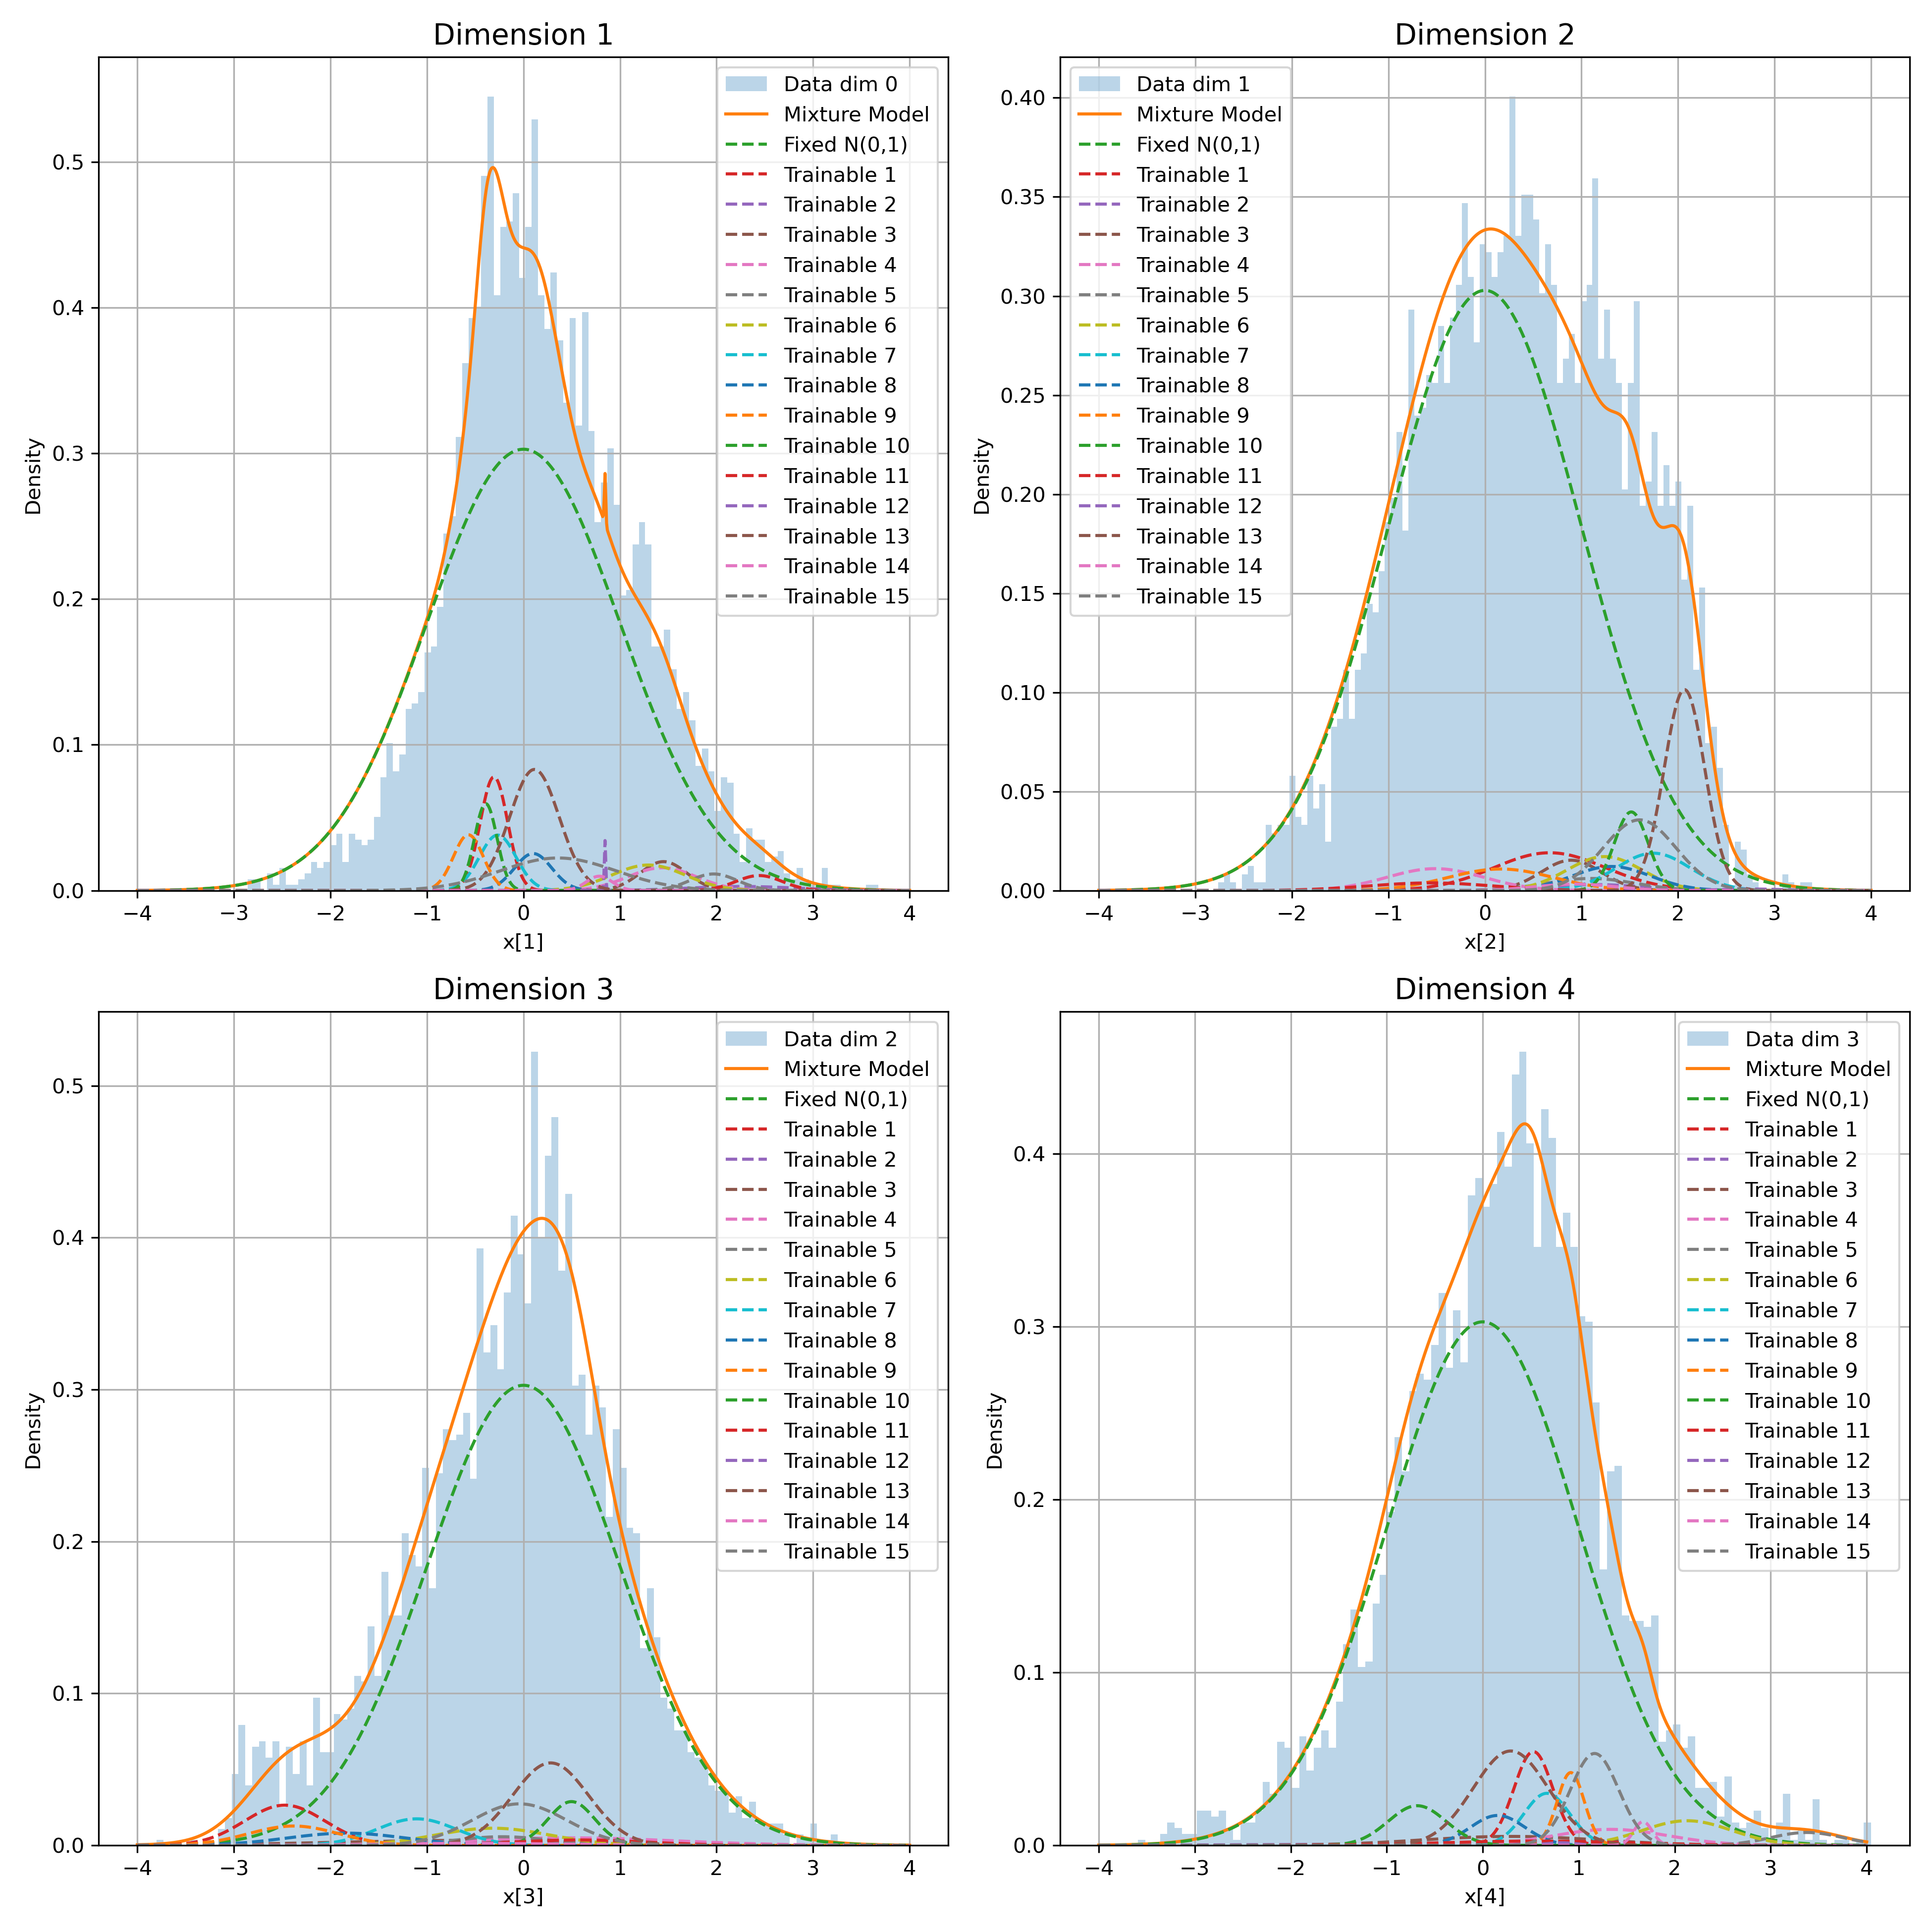 Dimension 1
Density
0.5
0.4
0.3
0.2
0.1
0.0
Data dim 0
Mixture Model
Fixed N(0,1)
Trainable 1
Trainable 2
Trainable 3
Trainable 4
Trainable 5
Trainable 6
Trainable 7
Trainable 8
Trainable 9
Trainable 10
Trainable 11
Trainable 12
Trainable 13
Trainable 14
Trainable 15
−4 −3 −2 −1 0 1 2 3 4
x[1]
Dimension 2
Density
0.40
0.35
0.30
0.25
0.20
0.15
0.10
0.05
0.00
Data dim 1
Mixture Model
Fixed N(0,1)
Trainable 1
Trainable 2
Trainable 3
Trainable 4
Trainable 5
Trainable 6
Trainable 7
Trainable 8
Trainable 9
Trainable 10
Trainable 11
Trainable 12
Trainable 13
Trainable 14
Trainable 15
−4 −3 −2 −1 0 1 2 3 4
x[2]
Dimension 3
Density
0.5
0.4
0.3
0.2
0.1
0.0
Data dim 2
Mixture Model
Fixed N(0,1)
Trainable 1
Trainable 2
Trainable 3
Trainable 4
Trainable 5
Trainable 6
Trainable 7
Trainable 8
Trainable 9
Trainable 10
Trainable 11
Trainable 12
Trainable 13
Trainable 14
Trainable 15
−4 −3 −2 −1 0 1 2 3 4
x[3]
Dimension 4
Density
0.4
0.3
0.2
0.1
0.0
Data dim 3
Mixture Model
Fixed N(0,1)
Trainable 1
Trainable 2
Trainable 3
Trainable 4
Trainable 5
Trainable 6
Trainable 7
Trainable 8
Trainable 9
Trainable 10
Trainable 11
Trainable 12
Trainable 13
Trainable 14
Trainable 15
−4 −3 −2 −1 0 1 2 3 4
x[4]